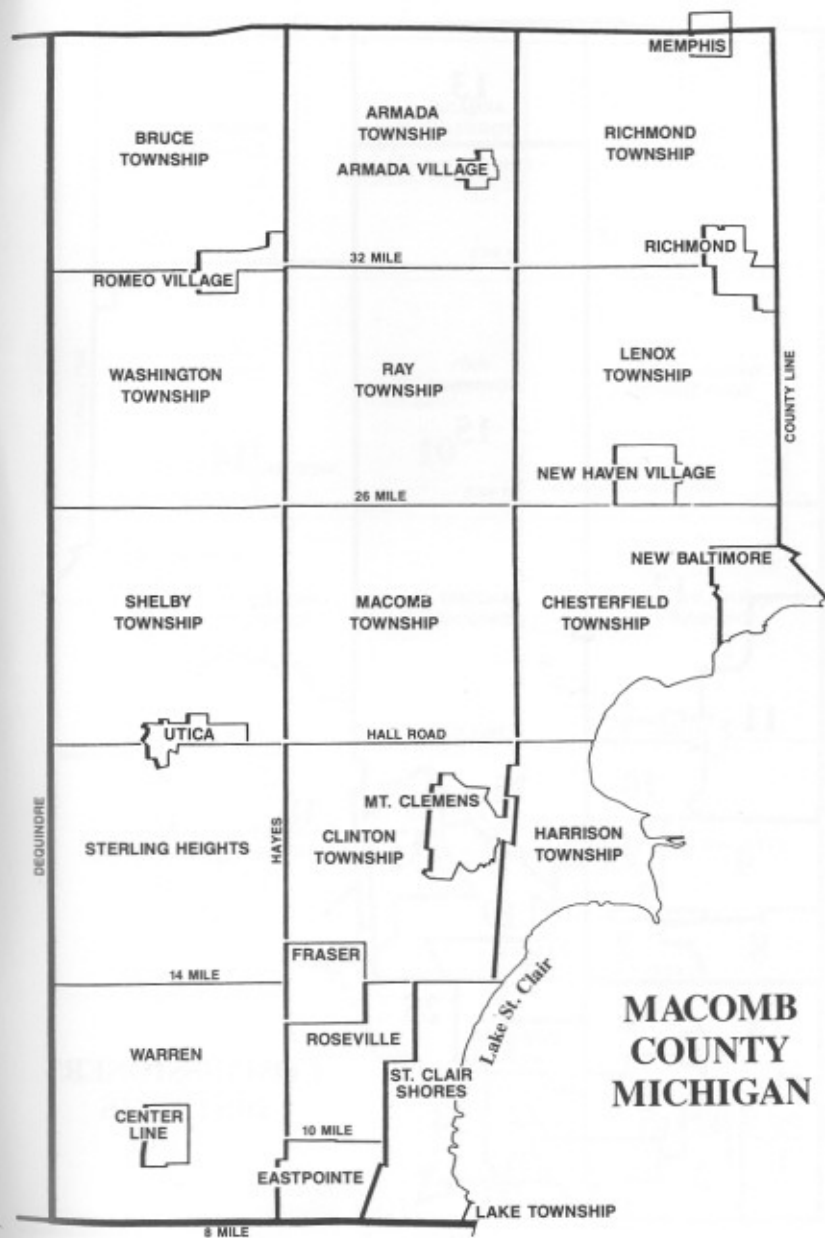 MEMPHIS
ARMADA
TOWNSHIP
BRUCE
TOWNSHIP
RICHMOND
TOWNSHIP
ARMADA VILLAGE
RICHMOND
32 MILE
ROMEO VILLAGE
WASHINGTON
TOWNSHIP
RAY
TOWNSHIP
LENOX
TOWNSHIP
COUNTY LINE
NEW HAVEN VILLAGE
26 MILE
NEW BALTIMORE
SHELBY
TOWNSHIP
MACOMB
TOWNSHIP
CHESTERFIELD
TOWNSHIP
UTICA
HALL ROAD
MT. CLEMENS
DEQUINDRE
STERLING HEIGHTS
HAYES
CLINTON
TOWNSHIP
HARRISON
TOWNSHIP
FRASER
14 MILE
Lake St. Clair
MACOMB
COUNTY
MICHIGAN
WARREN
ROSEVILLE
ST. CLAIR
SHORES
CENTER
LINE
10 MILE
EASTPOINTE
LAKE TOWNSHIP
8 MILE